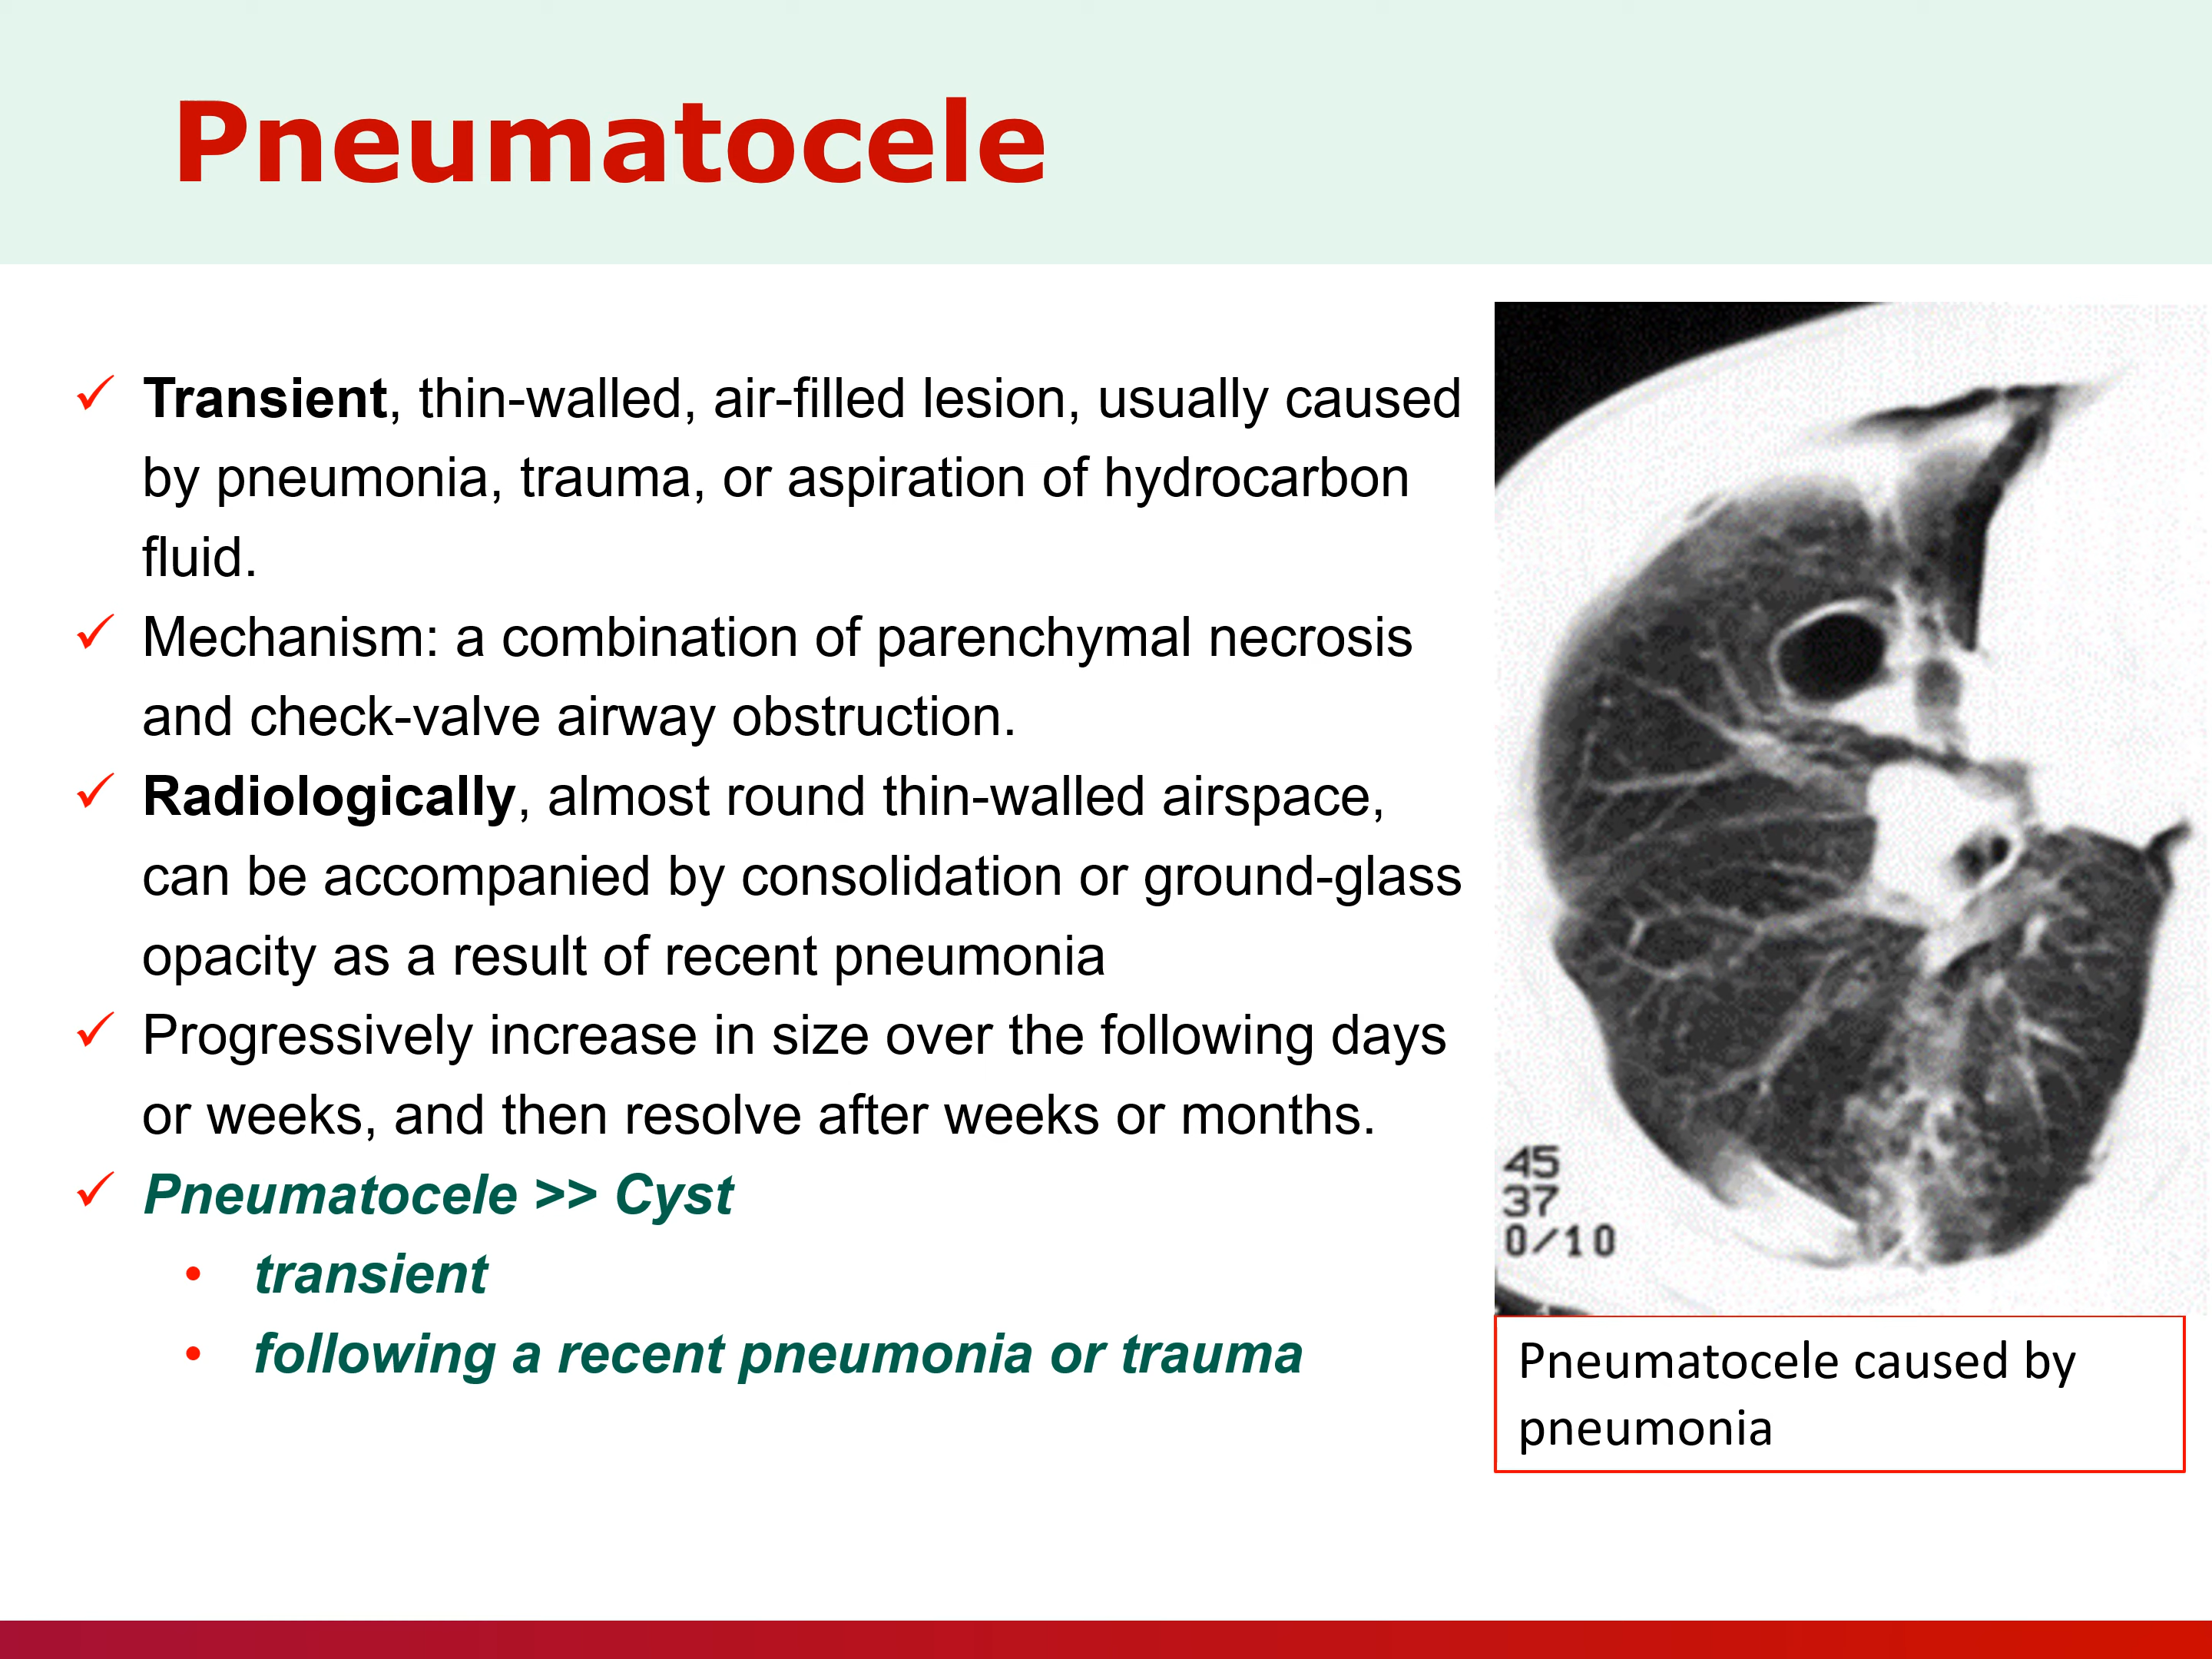 Pneumatocele
✓ Transient, thin-walled, air-filled lesion, usually caused
by pneumonia, trauma, or aspiration of hydrocarbon
fluid.
✓ Mechanism: a combination of parenchymal necrosis
and check-valve airway obstruction.
✓ Radiologically, almost round thin-walled airspace,
can be accompanied by consolidation or ground-glass
opacity as a result of recent pneumonia
✓ Progressively increase in size over the following days
or weeks, and then resolve after weeks or months.
✓ Pneumatocele >> Cyst
• transient
• following a recent pneumonia or trauma
45
37
0/10
Pneumatocele caused by
pneumonia